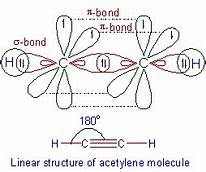 π-bond
π-bond
σ-bond
H C C H
180°
H C C H
Linear structure of acetylene molecule